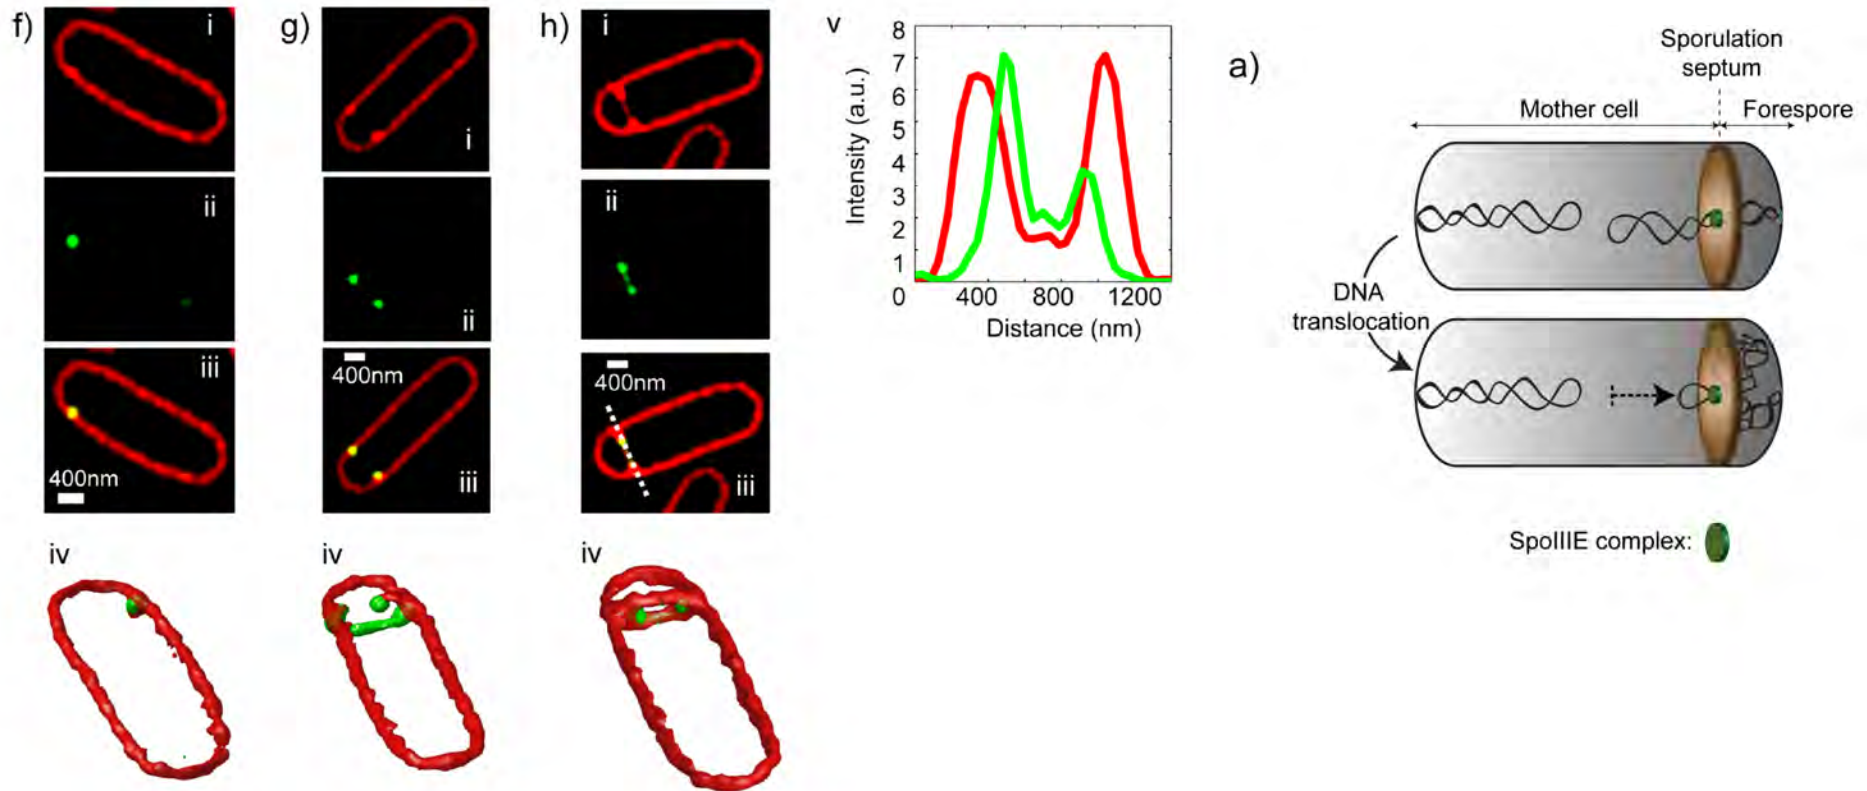 f)
i
ii
iii
400nm
iv
g)
i
ii
400nm
iii
iv
h)
i
ii
400nm
iii
iv
v
Intensity (a.u.)
8
7
6
5
4
3
2
1
0
400
800
1200
Distance (nm)
a)
Sporulation
septum
Mother cell
Forespore
DNA
translocation
SpoIIIE complex: